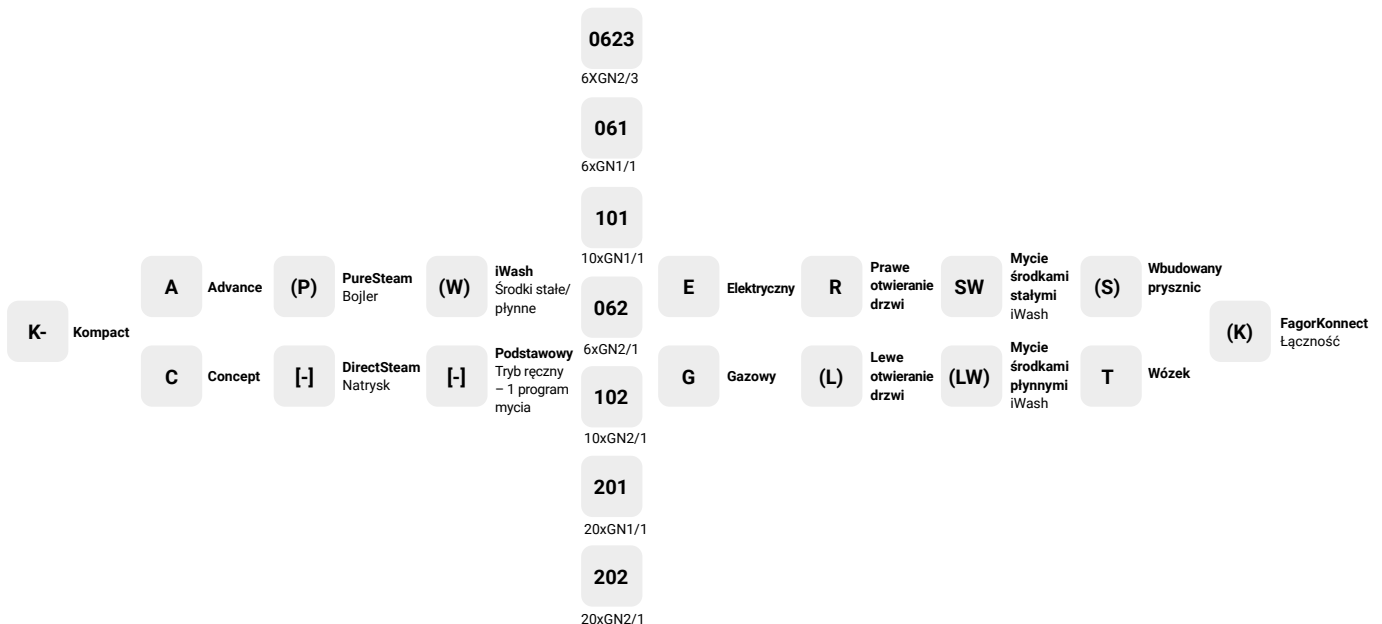 K-
Kompact
A
Advance
C
Concept
(P)
PureSteam
Bojler
[-]
DirectSteam
Natrysk
(W)
iWash
Środki stałe/
płynne
[-]
Podstawowy
Tryb ręczny
– 1 program
mycia
0623
6XGN2/3
061
6xGN1/1
101
10xGN1/1
062
6xGN2/1
102
10xGN2/1
201
20xGN1/1
202
20xGN2/1
E
Elektryczny
G
Gazowy
R
Prawe
otwieranie
drzwi
(L)
Lewe
otwieranie
drzwi
SW
Mycie
środkami
stałymi
iWash
(LW)
Mycie
środkami
płynnymi
iWash
(S)
Wbudowany
prysznic
T
Wózek
(K)
FagorKonnect
Łączność